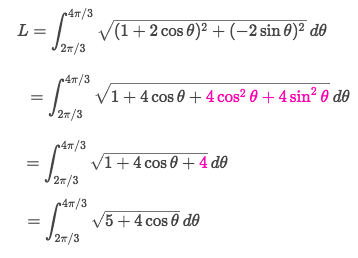 L = ∫_{2π/3}^{4π/3} √((1 + 2 cos θ)² + (−2 sin θ)²) dθ
= ∫_{2π/3}^{4π/3} √(1 + 4 cos θ + 4 cos² θ + 4 sin² θ) dθ
= ∫_{2π/3}^{4π/3} √(1 + 4 cos θ + 4) dθ
= ∫_{2π/3}^{4π/3} √(5 + 4 cos θ) dθ